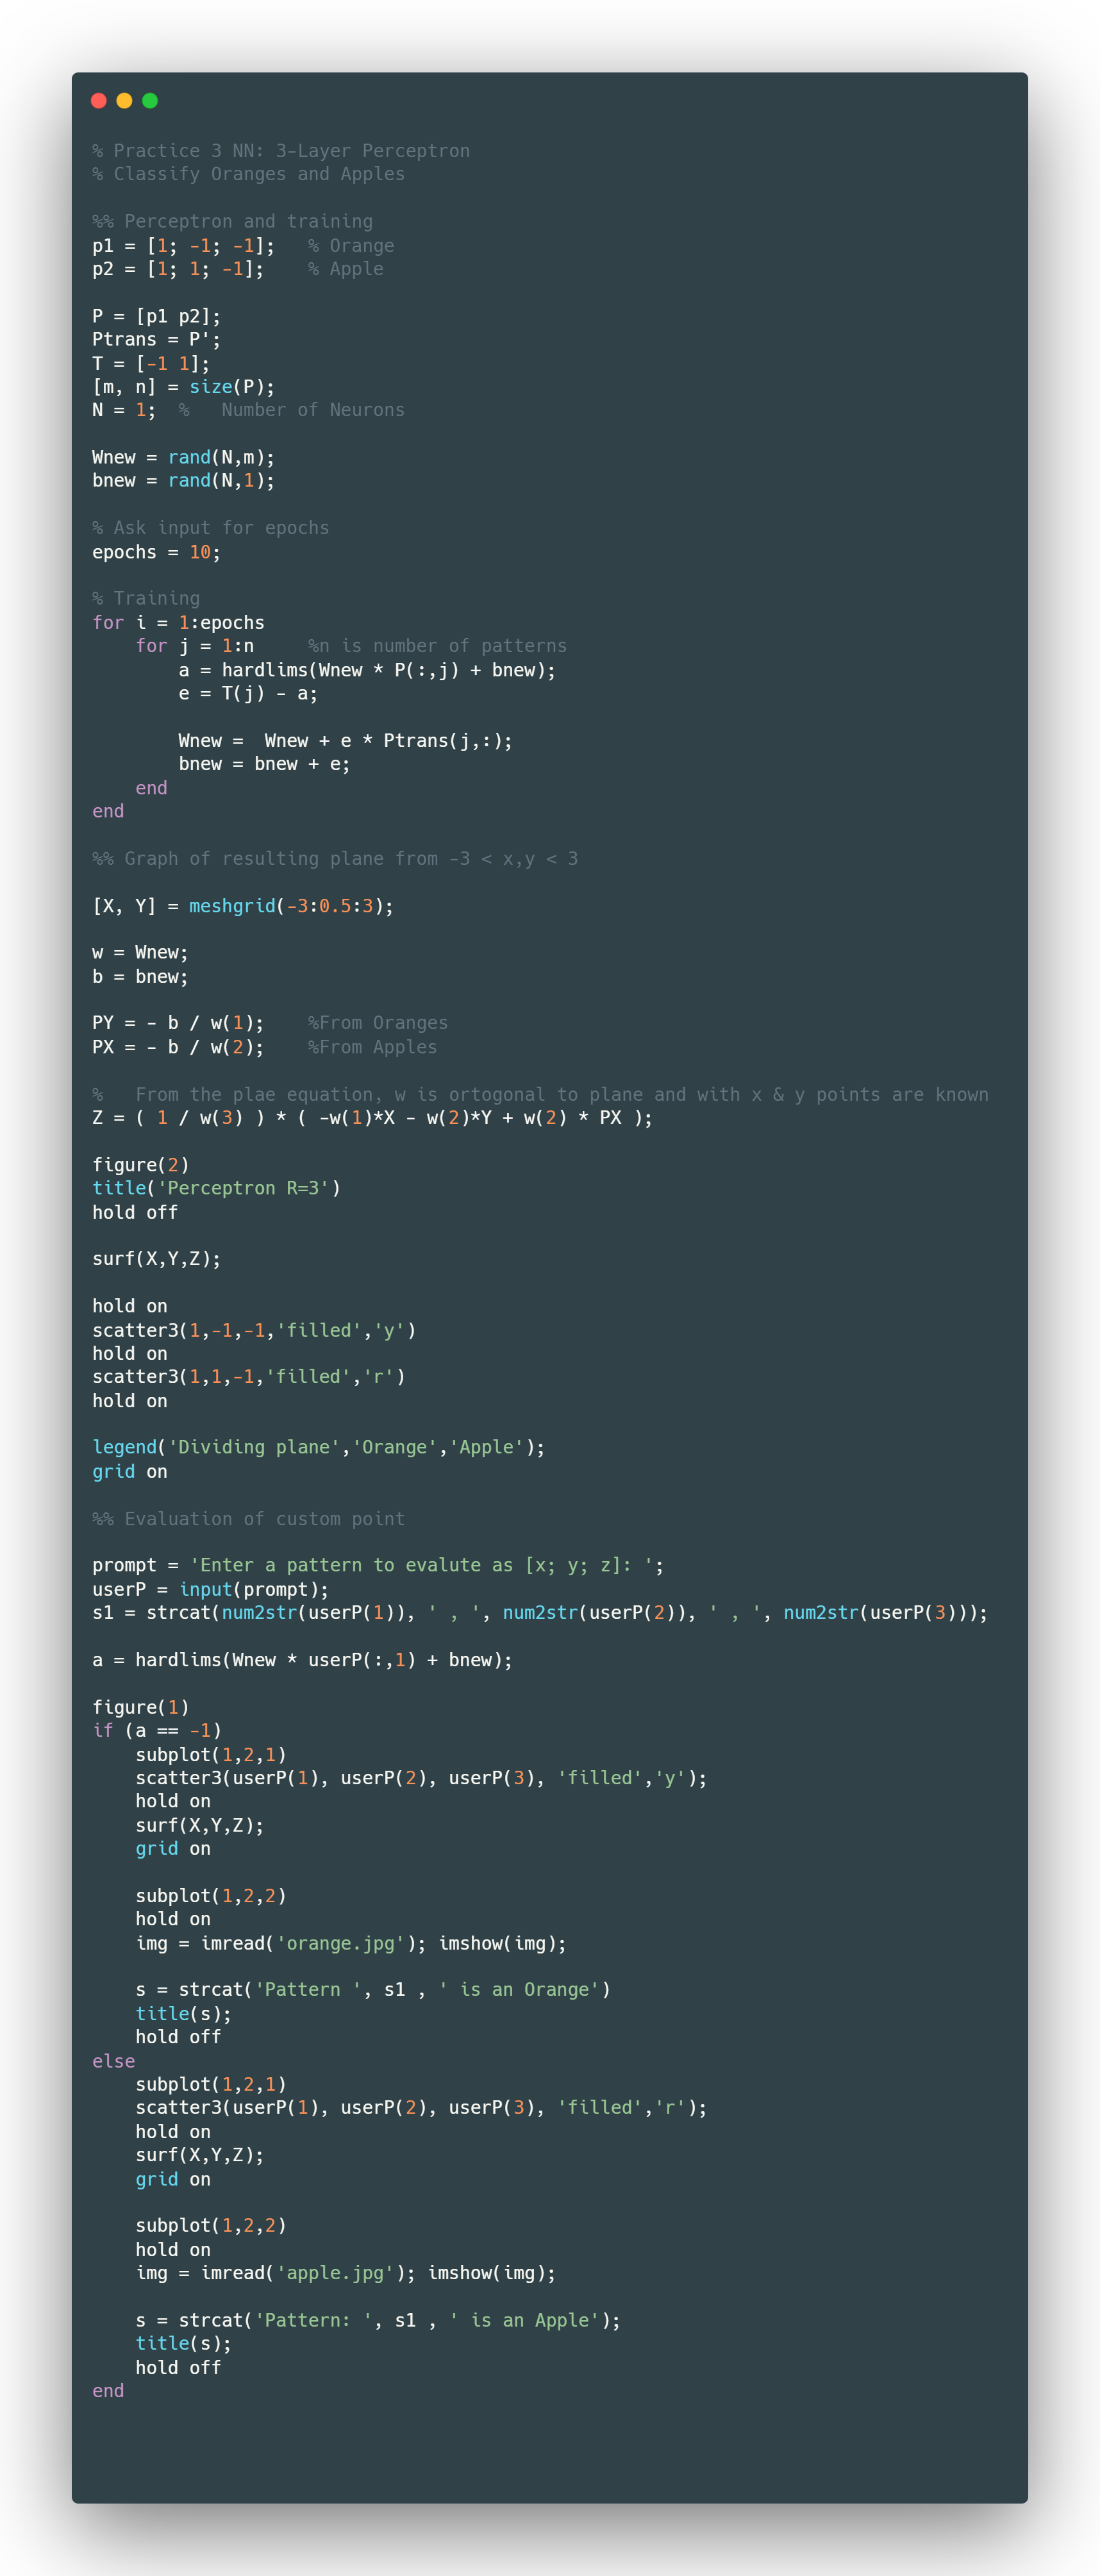 % Practice 3 NN: 3-Layer Perceptron
% Classify Oranges and Apples
%% Perceptron and training
p1 = [1; -1; -1];   % Orange
p2 = [1; 1; -1];    % Apple
P = [p1 p2];
Ptrans = P';
T = [-1 1];
[m, n] = size(P);
N = 1;  %   Number of Neurons
Wnew = rand(N,m);
bnew = rand(N,1);
% Ask input for epochs
epochs = 10;
% Training
for i = 1:epochs
    for j = 1:n     %n is number of patterns
        a = hardlims(Wnew * P(:,j) + bnew);
        e = T(j) - a;
        Wnew =  Wnew + e * Ptrans(j,:);
        bnew = bnew + e;
    end
end
%% Graph of resulting plane from -3 < x,y < 3
[X, Y] = meshgrid(-3:0.5:3);
w = Wnew;
b = bnew;
PY = - b / w(1);    %From Oranges
PX = - b / w(2);    %From Apples
%   From the plae equation, w is ortogonal to plane and with x & y points are known
Z = ( 1 / w(3) ) * ( -w(1)*X - w(2)*Y + w(2) * PX );
figure(2)
title('Perceptron R=3')
hold off
surf(X,Y,Z);
hold on
scatter3(1,-1,-1,'filled','y')
hold on
scatter3(1,1,-1,'filled','r')
hold on
legend('Dividing plane','Orange','Apple');
grid on
%% Evaluation of custom point
prompt = 'Enter a pattern to evalute as [x; y; z]: ';
userP = input(prompt);
s1 = strcat(num2str(userP(1)), ' , ', num2str(userP(2)), ' , ', num2str(userP(3)));
a = hardlims(Wnew * userP(:,1) + bnew);
figure(1)
if (a == -1)
    subplot(1,2,1)
    scatter3(userP(1), userP(2), userP(3), 'filled','y');
    hold on
    surf(X,Y,Z);
    grid on
    subplot(1,2,2)
    hold on
    img = imread('orange.jpg'); imshow(img);
    s = strcat('Pattern ', s1 , ' is an Orange')
    title(s);
    hold off
else
    subplot(1,2,1)
    scatter3(userP(1), userP(2), userP(3), 'filled','r');
    hold on
    surf(X,Y,Z);
    grid on
    subplot(1,2,2)
    hold on
    img = imread('apple.jpg'); imshow(img);
    s = strcat('Pattern: ', s1 , ' is an Apple');
    title(s);
    hold off
end